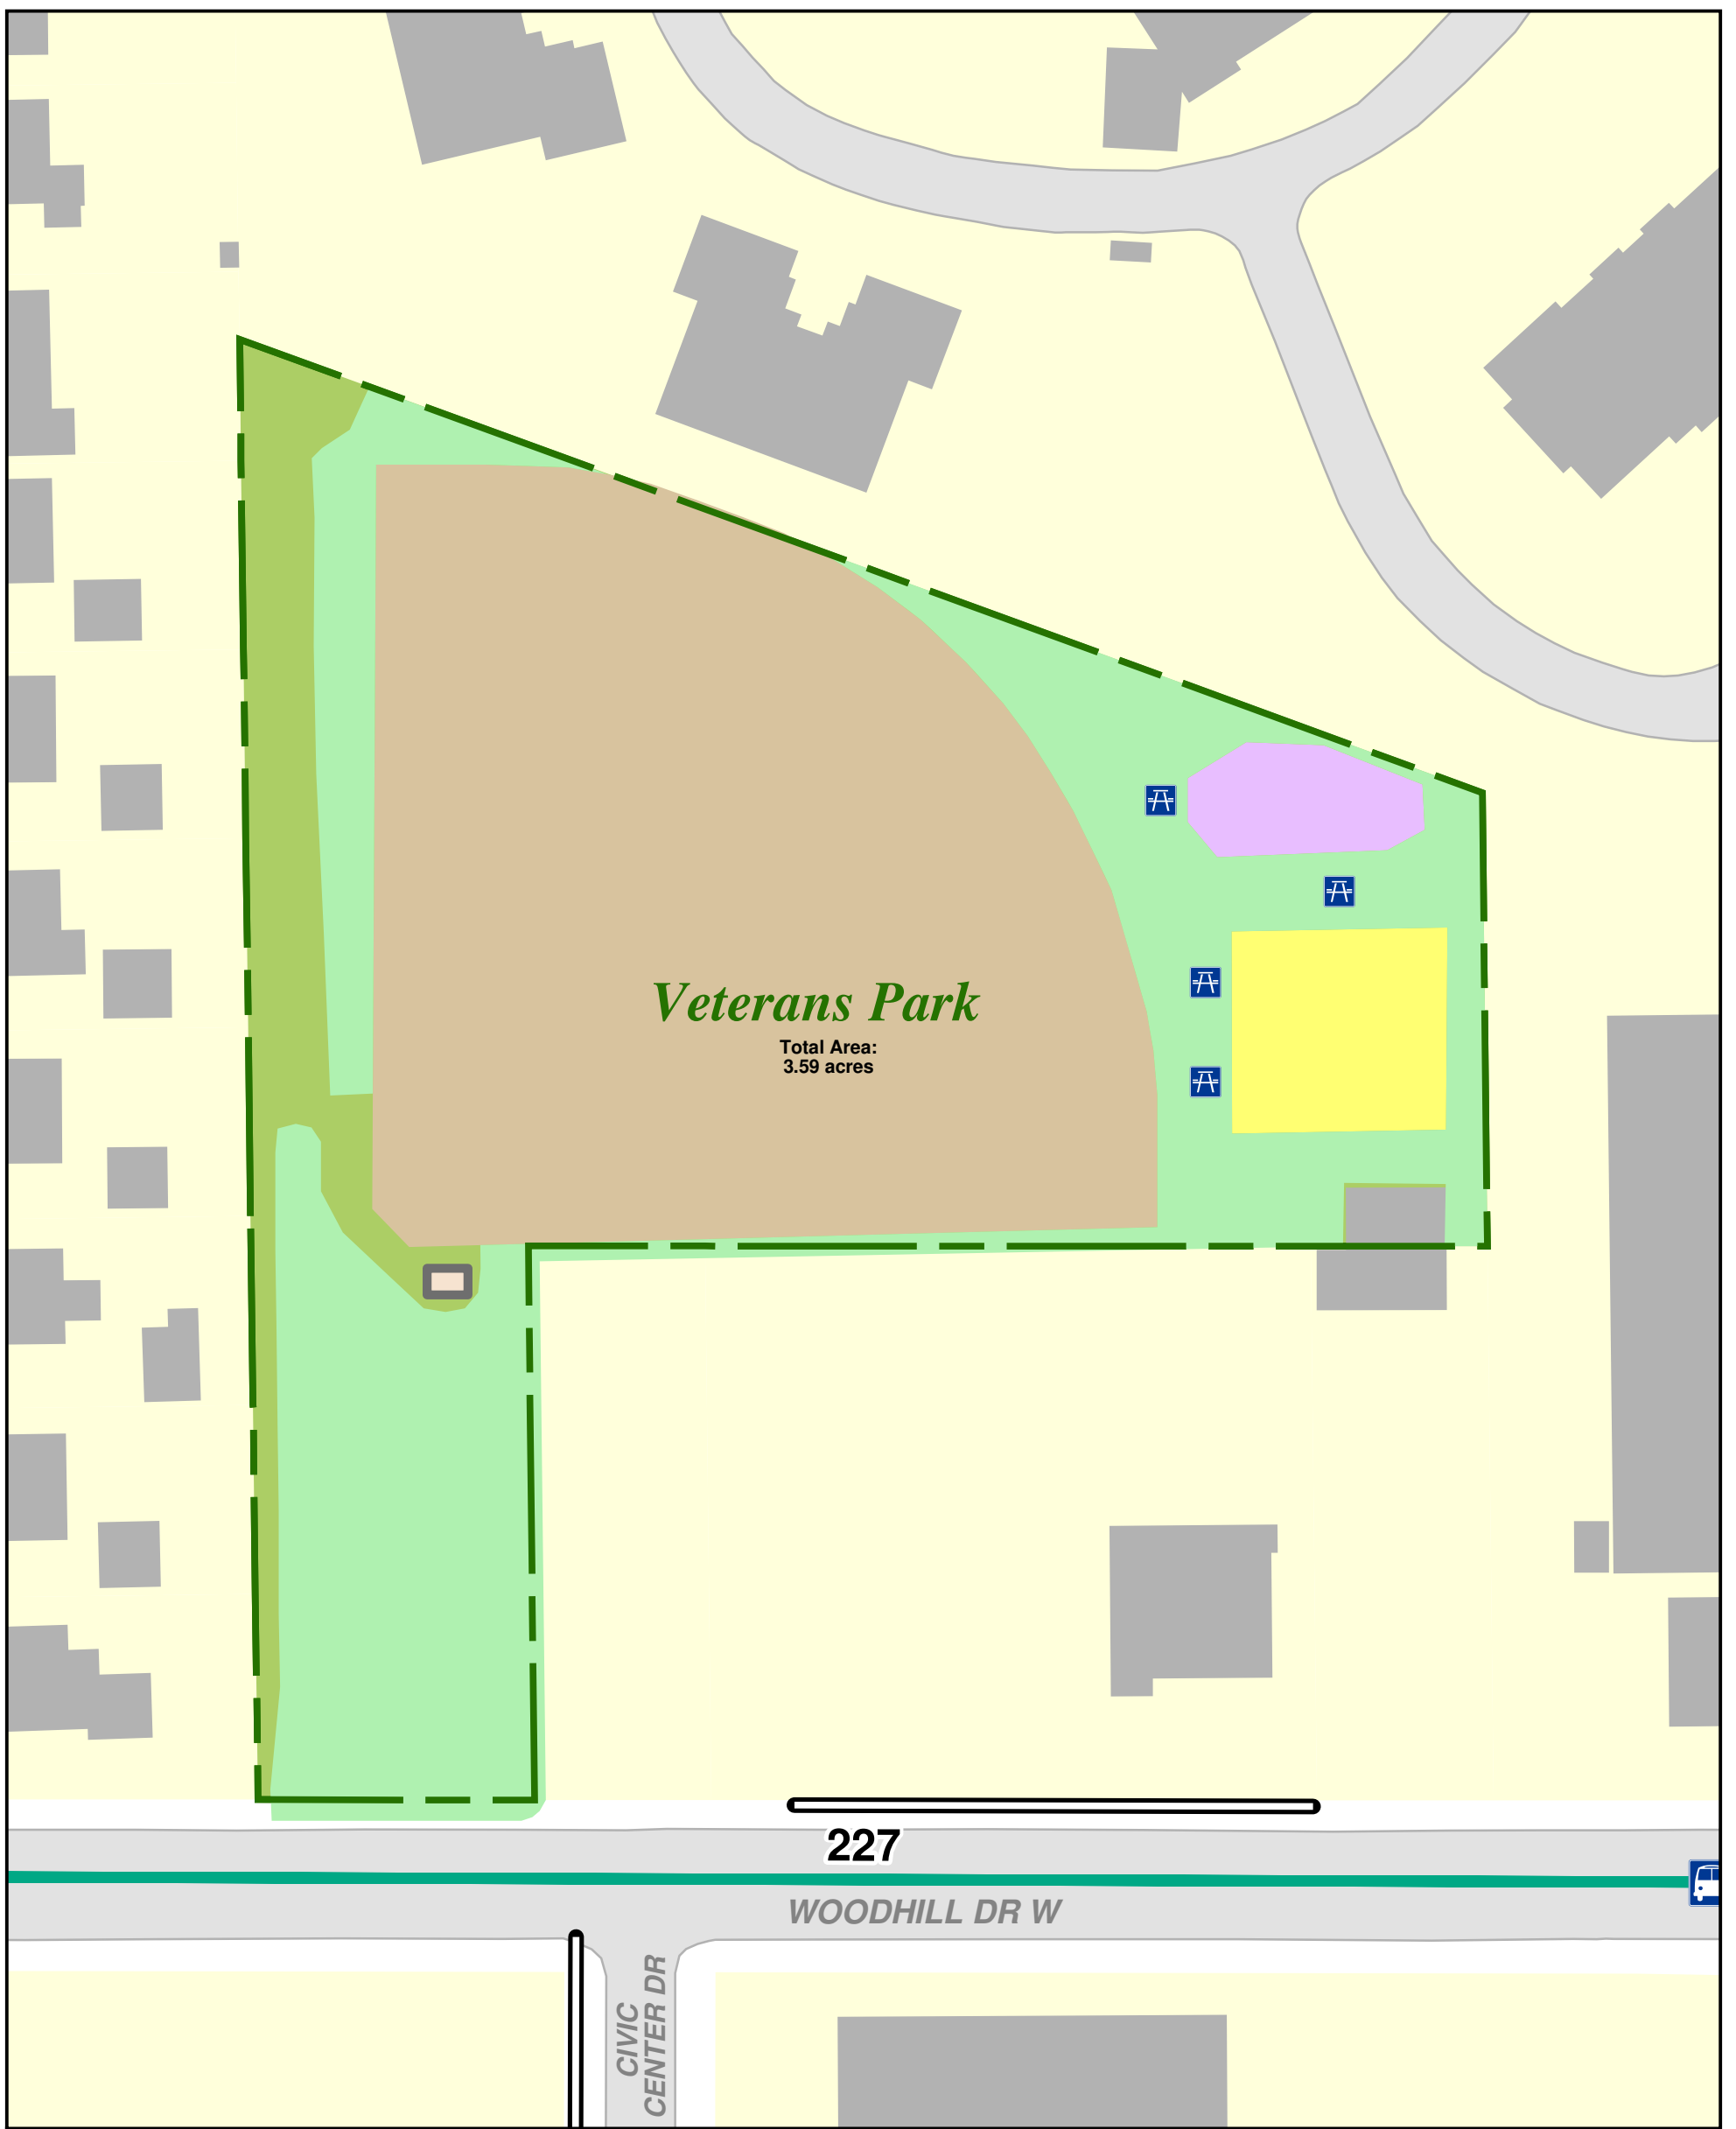 Veterans Park
Total Area:
3.59 acres
227
WOODHILL DR W
CIVIC
CENTER DR